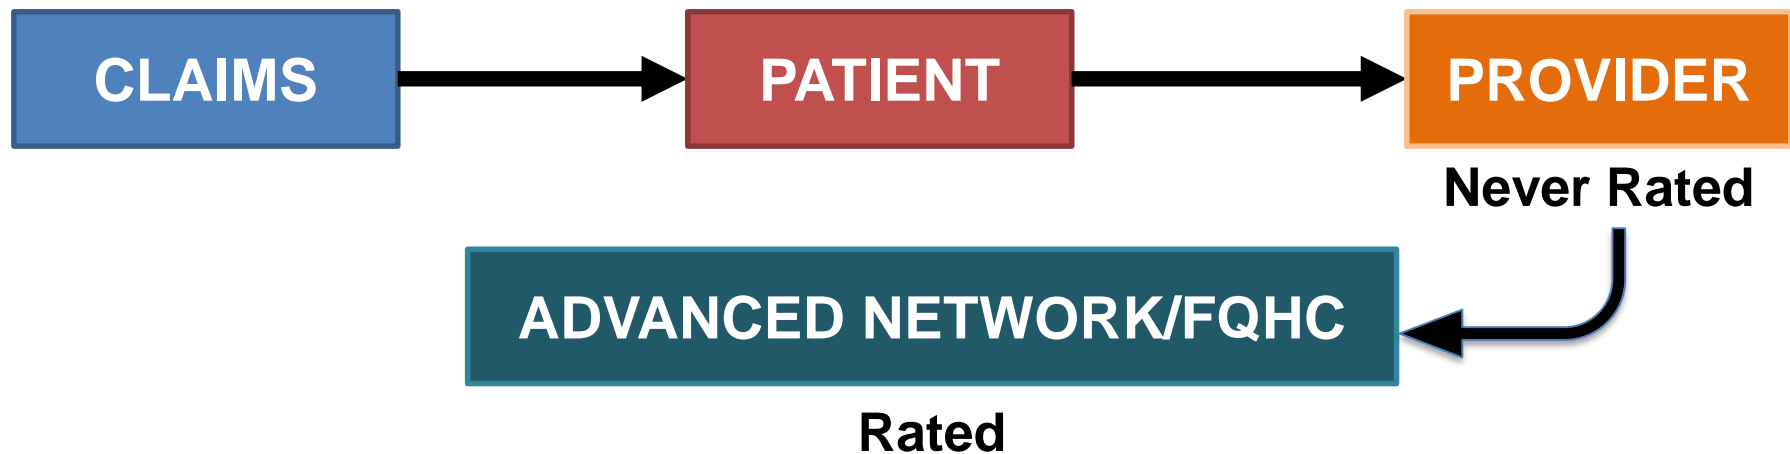 CLAIMS
PATIENT
PROVIDER
Never Rated
ADVANCED NETWORK/FQHC
Rated